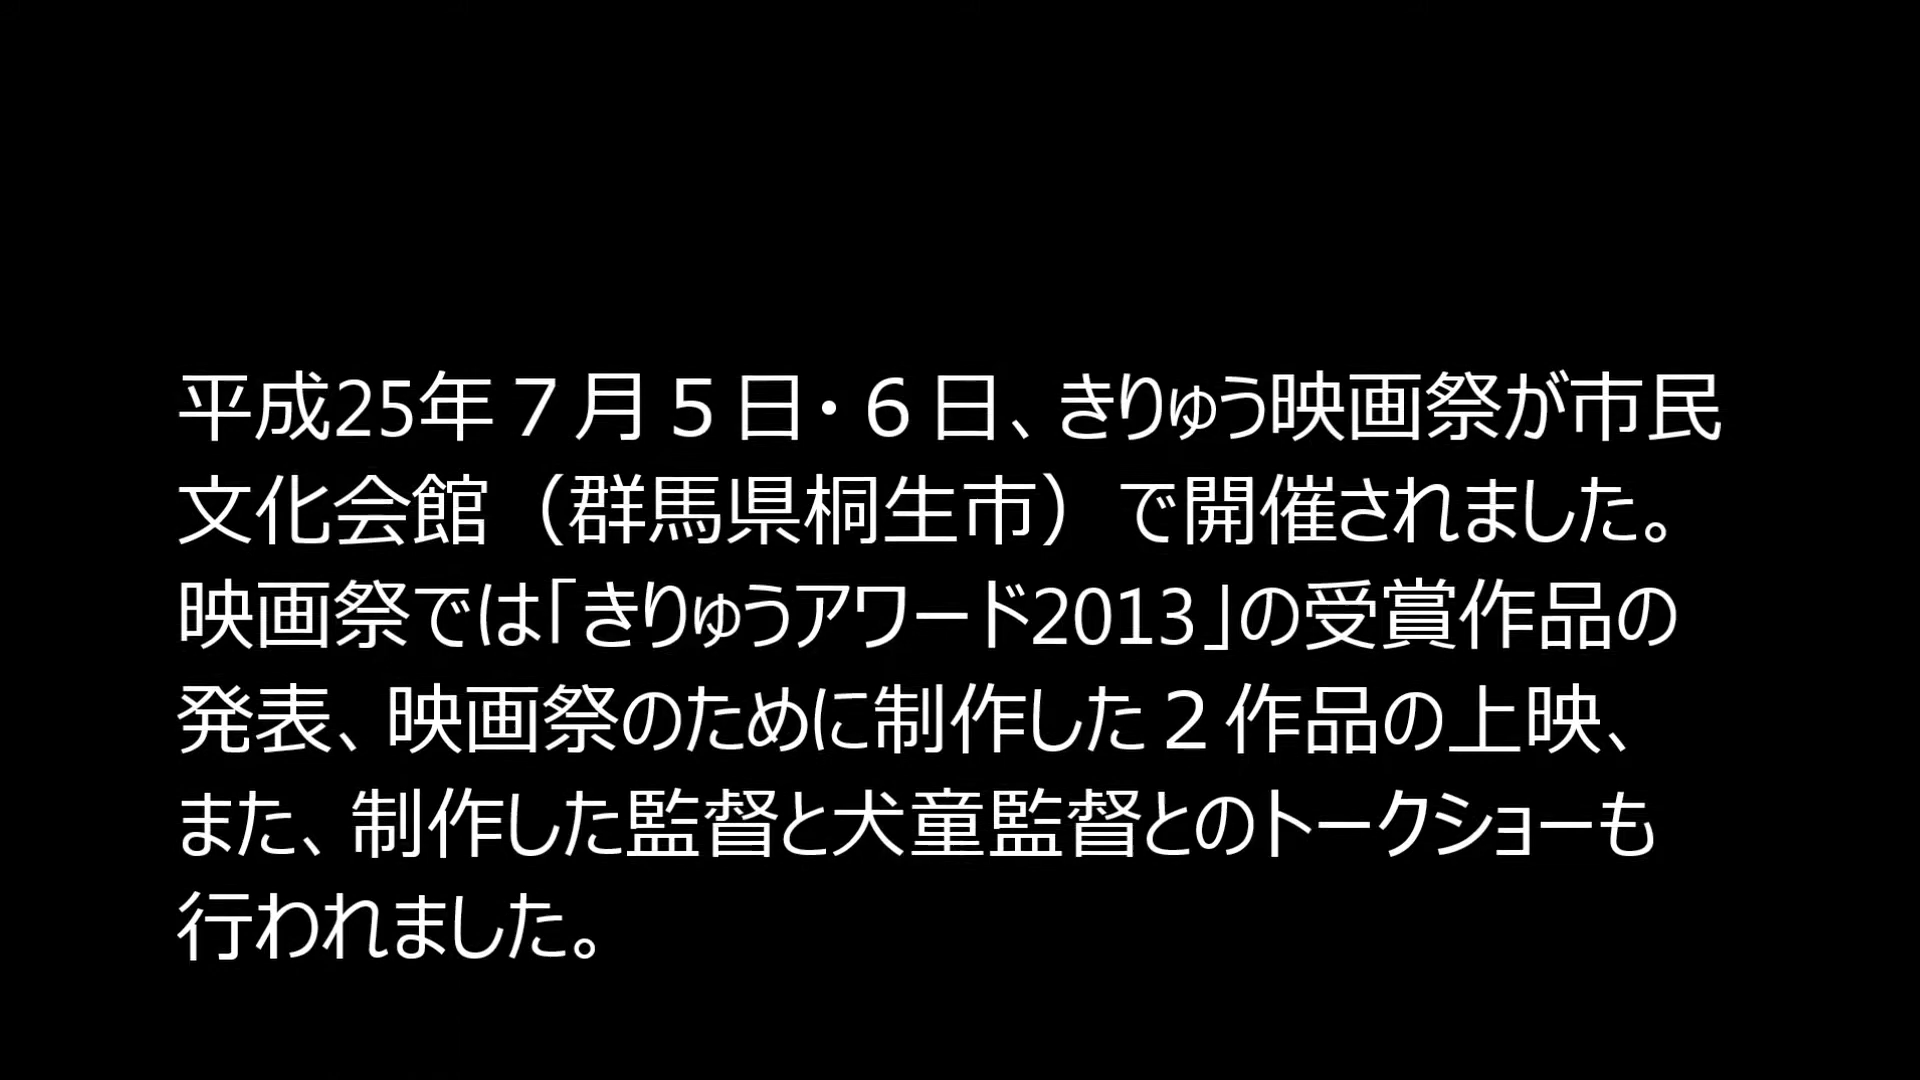 平成25年７月５日・６日、きりゅう映画祭が市民
文化会館（群馬県桐生市）で開催されました。
映画祭では「きりゅうアワード2013」の受賞作品の
発表、映画祭のために制作した２作品の上映、
また、制作した監督と犬童監督とのトークショーも
行われました。